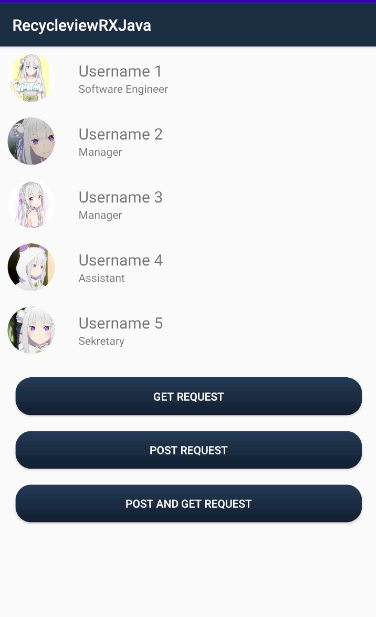 RecycleviewRXJava
Username 1
Software Engineer
Username 2
Manager
Username 3
Manager
Username 4
Assistant
Username 5
Sekretary
GET REQUEST
POST REQUEST
POST AND GET REQUEST